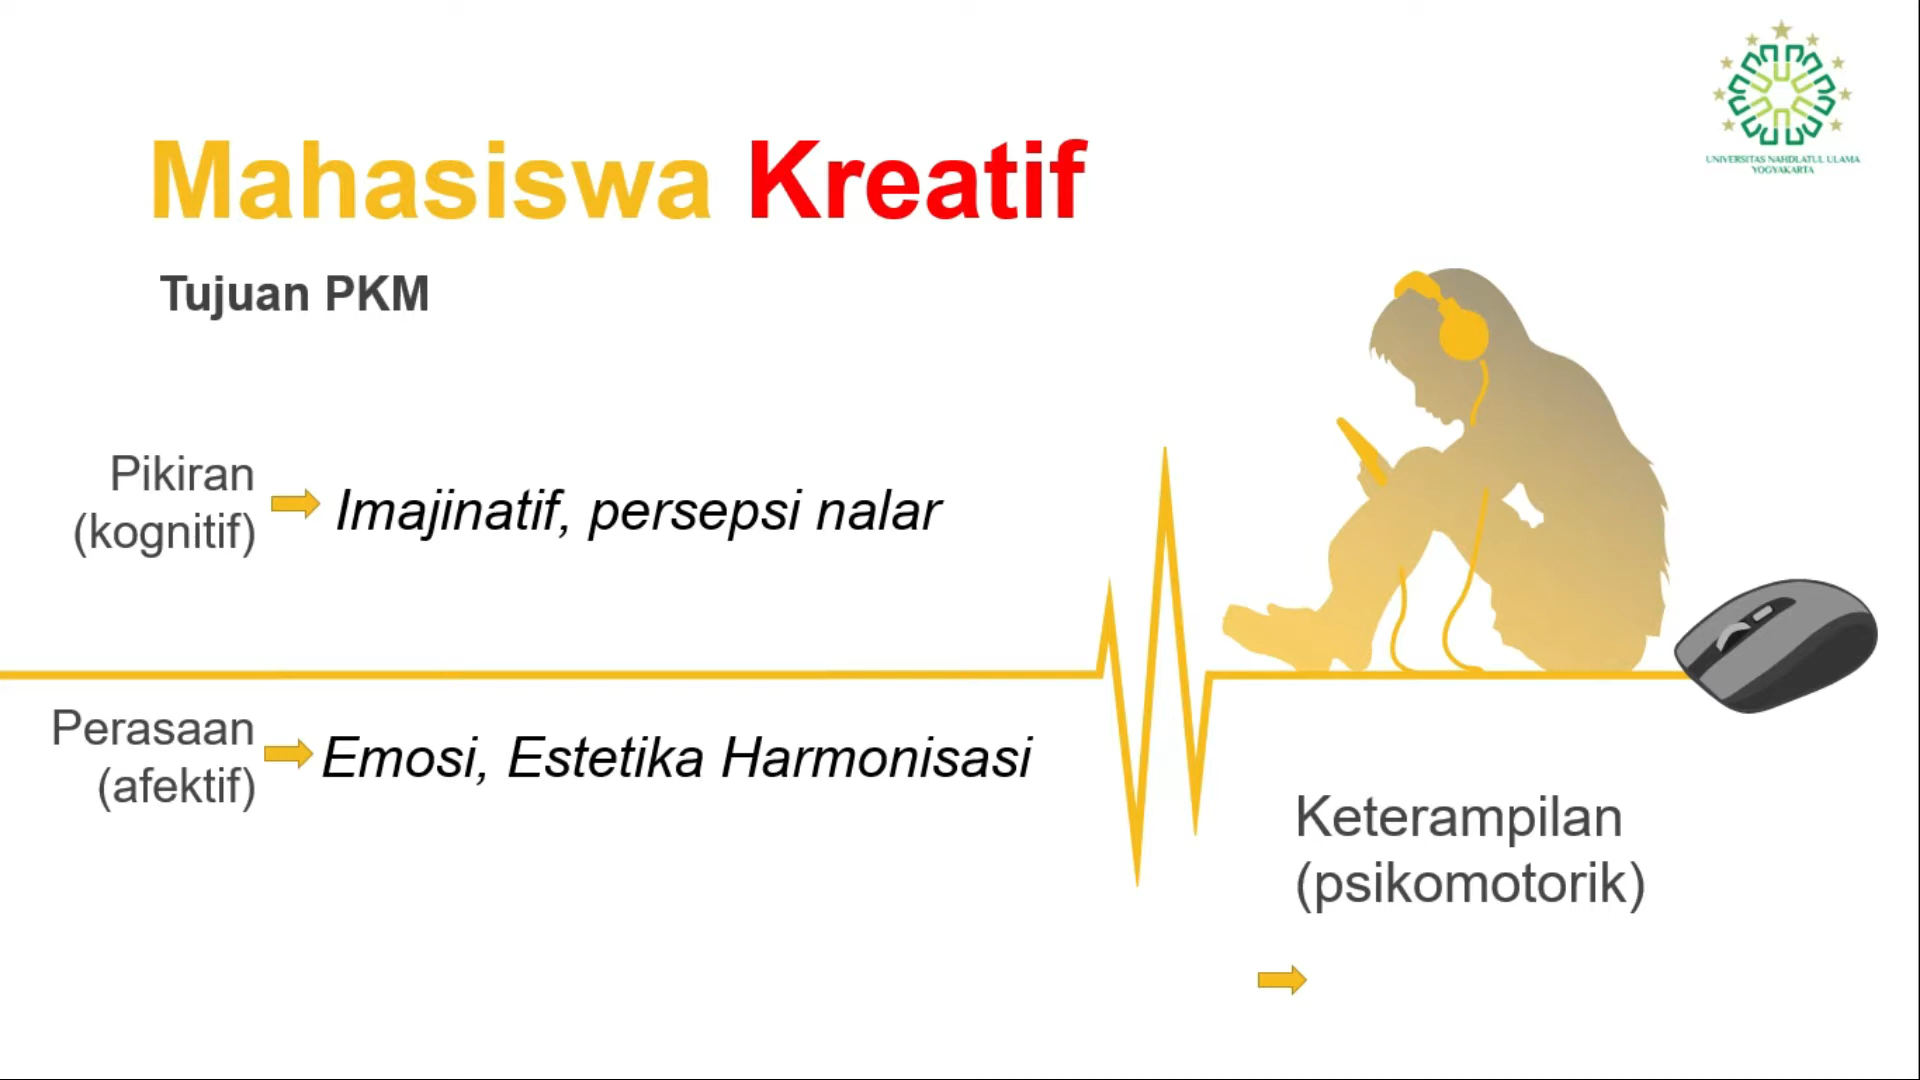 UNIVERSITAS NAHDLATUL ULAMA
YOGYAKARTA
Mahasiswa Kreatif
Tujuan PKM
Pikiran
(kognitif)
Imajinatif, persepsi nalar
Perasaan
(afektif)
Emosi, Estetika Harmonisasi
Keterampilan
(psikomotorik)